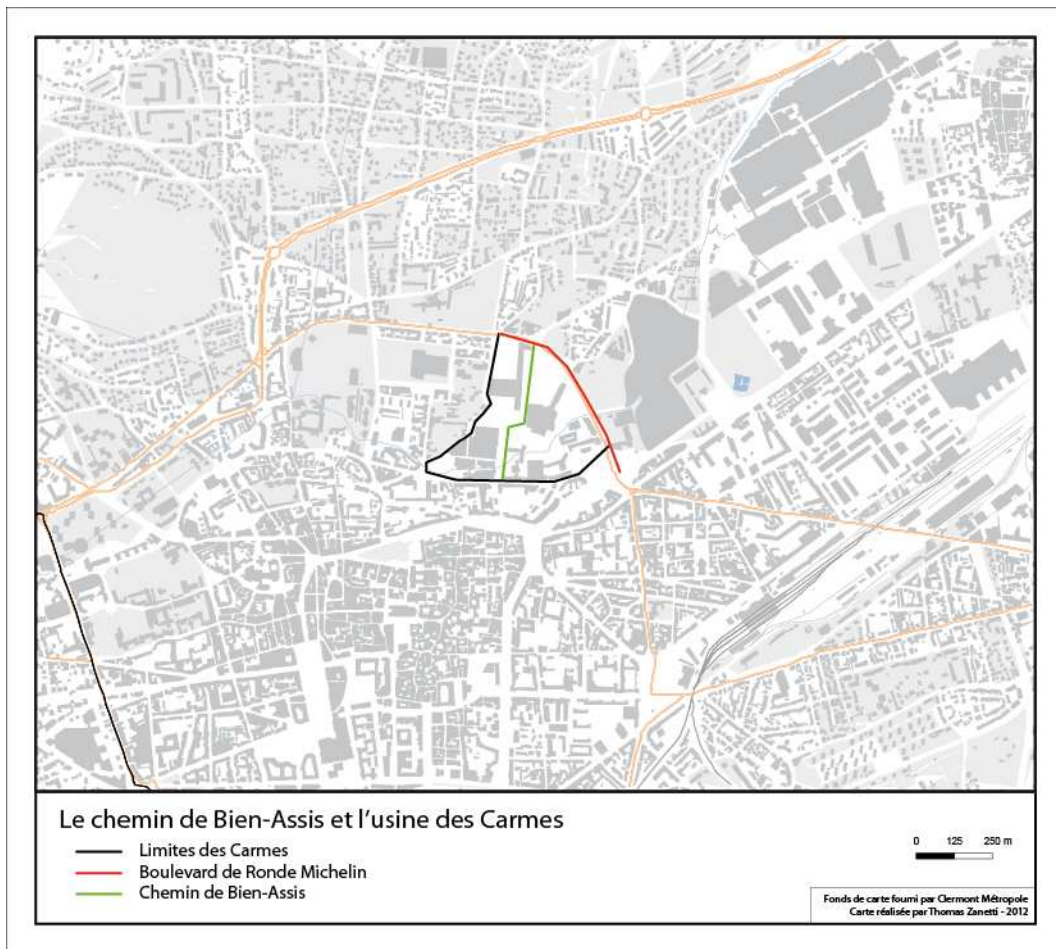 Le chemin de Bien-Assis et l'usine des Carmes
Limites des Carmes
Boulevard de Ronde Michelin
Chemin de Bien-Assis
0 125 250 m
Fonds de carte fourni par Clermont Métropole
Carte réalisée par Thomas Zanetti - 2012